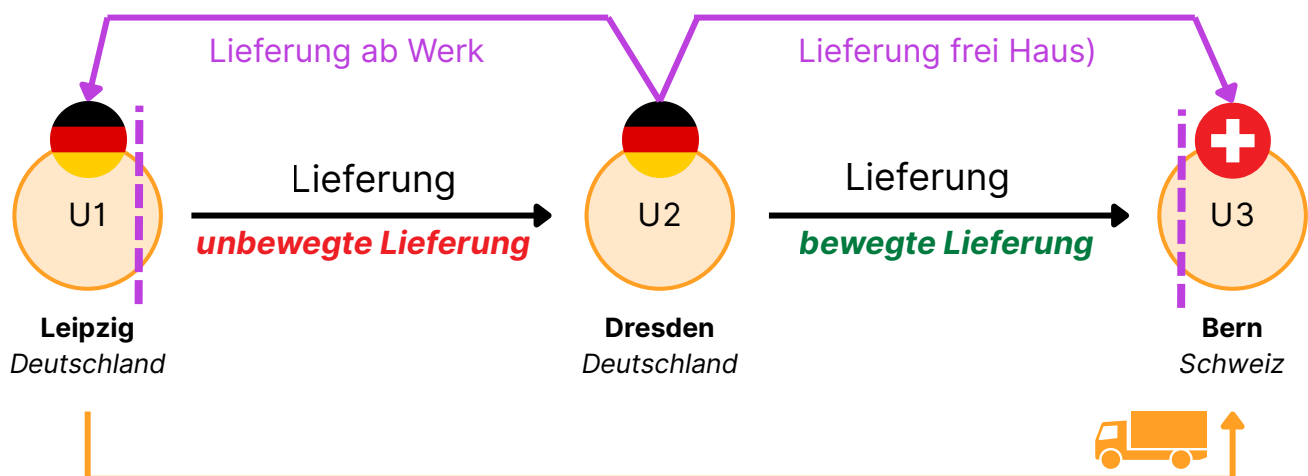 Lieferung ab Werk
Lieferung frei Haus)
Lieferung
Lieferung
U1
U2
U3
unbewegte Lieferung
bewegte Lieferung
Leipzig
Dresden
Bern
Deutschland
Deutschland
Schweiz